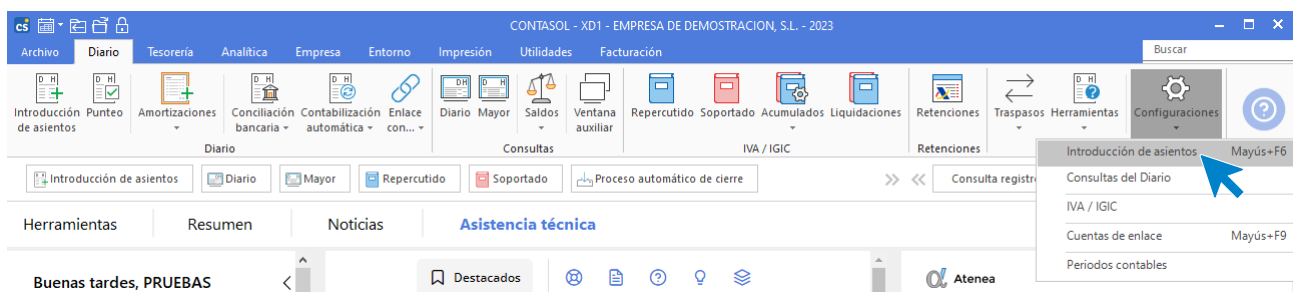 cs
CONTASOL - XD1 - EMPRESA DE DEMOSTRACION, S.L. - 2023
Archivo Diario Tesorería Analítica Empresa Entorno Impresión Utilidades Facturación Buscar
D H D H D H D H DH D H D H
Introducción Punteo Amortizaciones Conciliación Contabilización Enlace Diario Mayor Saldos Ventana Repercutido Soportado Acumulados Liquidaciones Retenciones Traspasos Herramientas Configuraciones
de asientos bancaria automática con... auxiliar
Diario Consultas IVA / IGIC Retenciones
Introducción de asientos Mayús+F6
Consultas del Diario
IVA / IGIC
Cuentas de enlace Mayús+F9
Periodos contables
Introducción de asientos Diario Mayor Repercutido Soportado Proceso automático de cierre Consulta registr
Herramientas Resumen Noticias Asistencia técnica
Buenas tardes, PRUEBAS Destacados Atenea